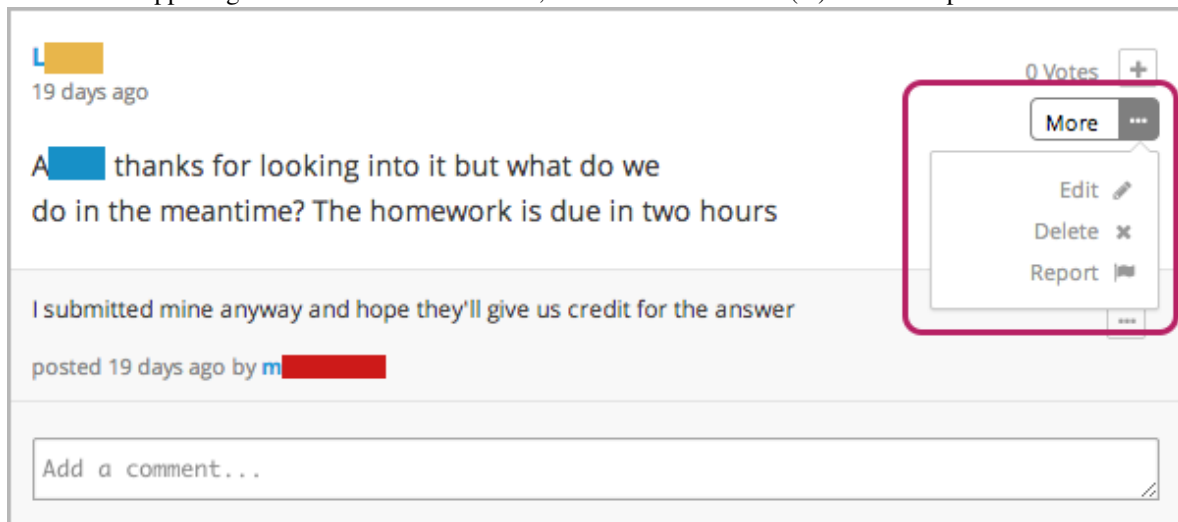 L
0 Votes +
19 days ago
More ...
A thanks for looking into it but what do we
do in the meantime? The homework is due in two hours
Edit
Delete
Report
I submitted mine anyway and hope they'll give us credit for the answer
...
posted 19 days ago by m
Add a comment...